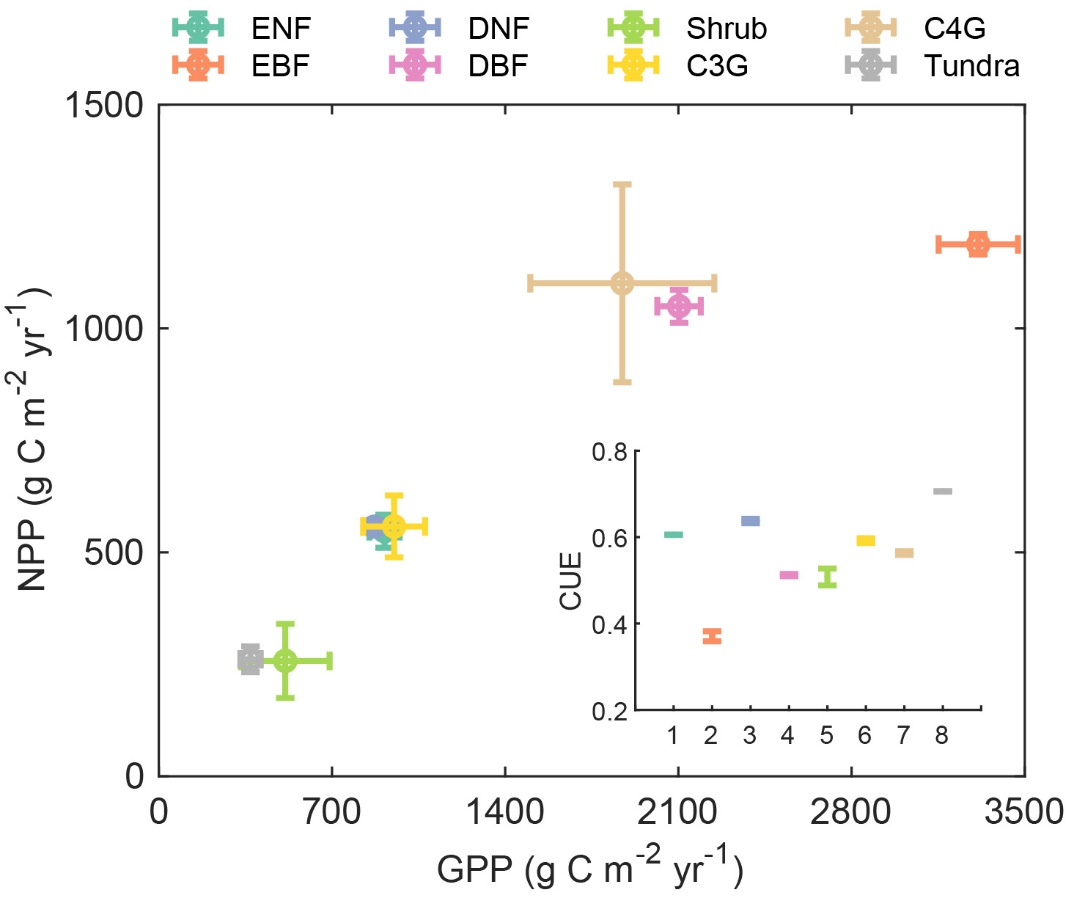 ENF DNF Shrub C4G
EBF DBF C3G Tundra
1500
1000
500
0
NPP (g C m-2 yr-1)
0.8
0.6
0.4
0.2
CUE
1 2 3 4 5 6 7 8
0 700 1400 2100 2800 3500
GPP (g C m-2 yr-1)